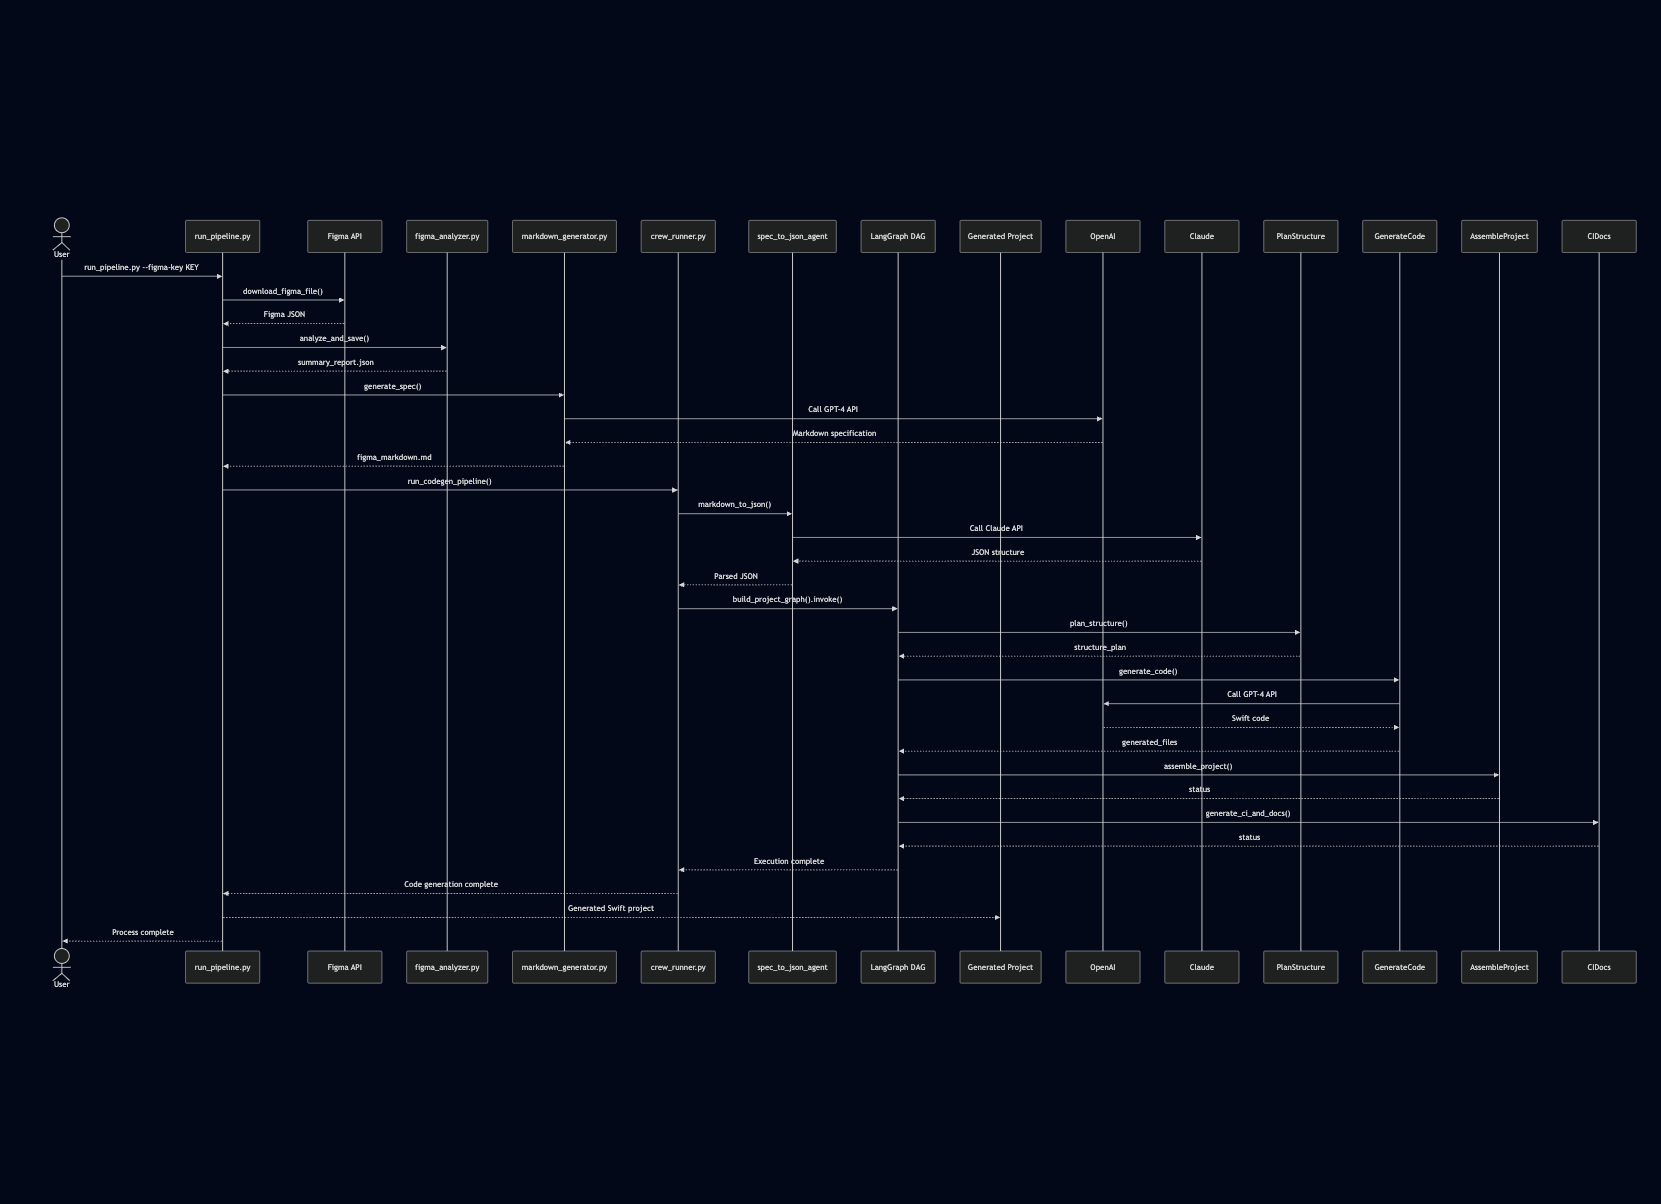 run_pipeline.py
Figma API
figma_analyzer.py
markdown_generator.py
crew_runner.py
spec_to_json_agent
LangGraph DAG
Generated Project
OpenAI
Claude
PlanStructure
GenerateCode
AssembleProject
CIDocs
User
run_pipeline.py --figma-key KEY
download_figma_file()
Figma JSON
analyze_and_save()
summary_report.json
generate_spec()
Call GPT-4 API
Markdown specification
figma_markdown.md
run_codegen_pipeline()
markdown_to_json()
Call Claude API
JSON structure
Parsed JSON
build_project_graph().invoke()
plan_structure()
structure_plan
generate_code()
Call GPT-4 API
Swift code
generated_files
assemble_project()
status
generate_ci_and_docs()
status
Execution complete
Code generation complete
Generated Swift project
Process complete
run_pipeline.py
Figma API
figma_analyzer.py
markdown_generator.py
crew_runner.py
spec_to_json_agent
LangGraph DAG
Generated Project
OpenAI
Claude
PlanStructure
GenerateCode
AssembleProject
CIDocs
User